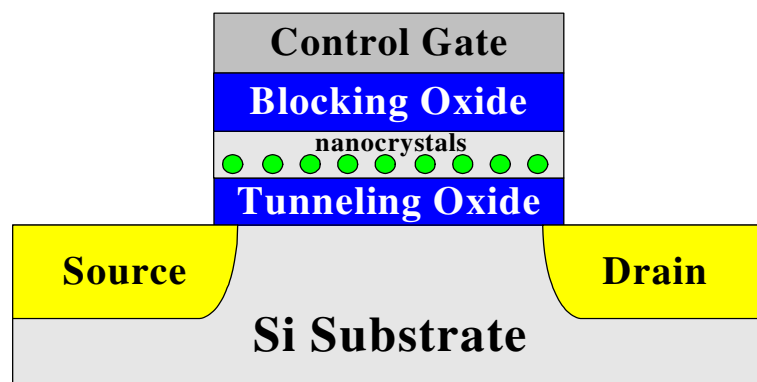 Control Gate
Blocking Oxide
nanocrystals
Tunneling Oxide
Source
Drain
Si Substrate